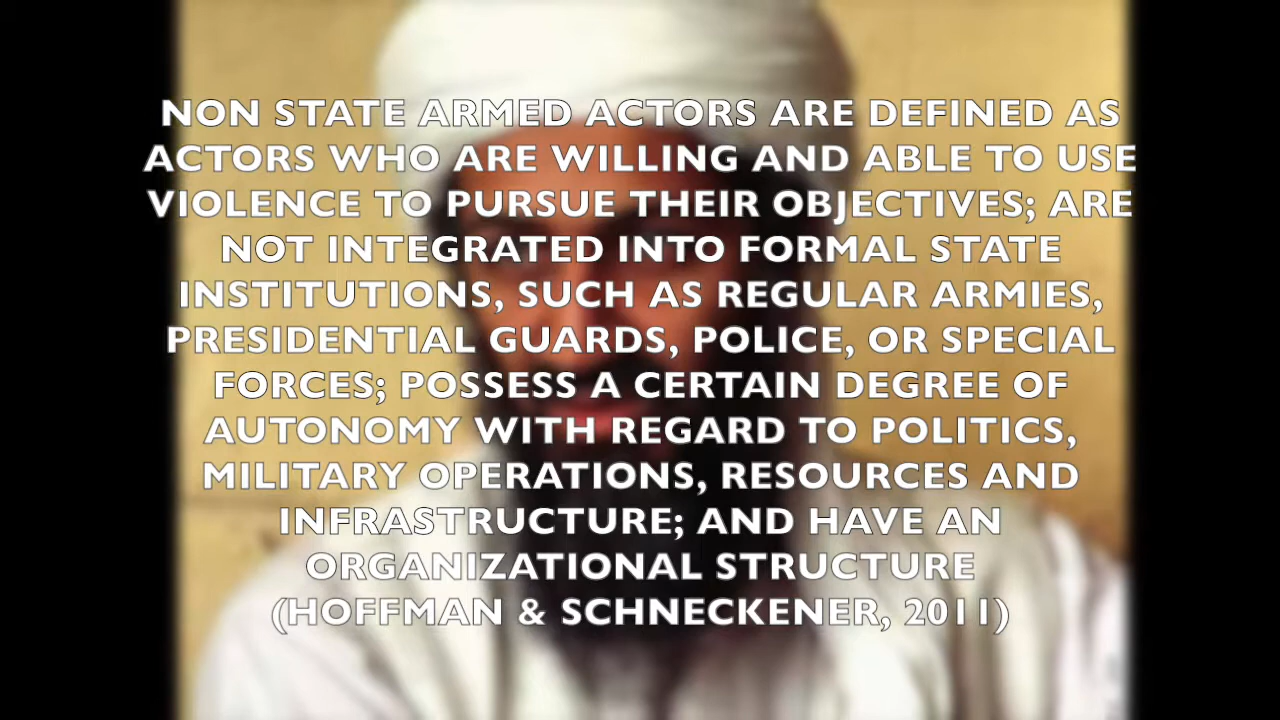 NON STATE ARMED ACTORS ARE DEFINED AS
ACTORS WHO ARE WILLING AND ABLE TO USE
VIOLENCE TO PURSUE THEIR OBJECTIVES; ARE
NOT INTEGRATED INTO FORMAL STATE
INSTITUTIONS, SUCH AS REGULAR ARMIES,
PRESIDENTIAL GUARDS, POLICE, OR SPECIAL
FORCES; POSSESS A CERTAIN DEGREE OF
AUTONOMY WITH REGARD TO POLITICS,
MILITARY OPERATIONS, RESOURCES AND
INFRASTRUCTURE; AND HAVE AN
ORGANIZATIONAL STRUCTURE
(HOFFMAN & SCHNECKENER, 2011)